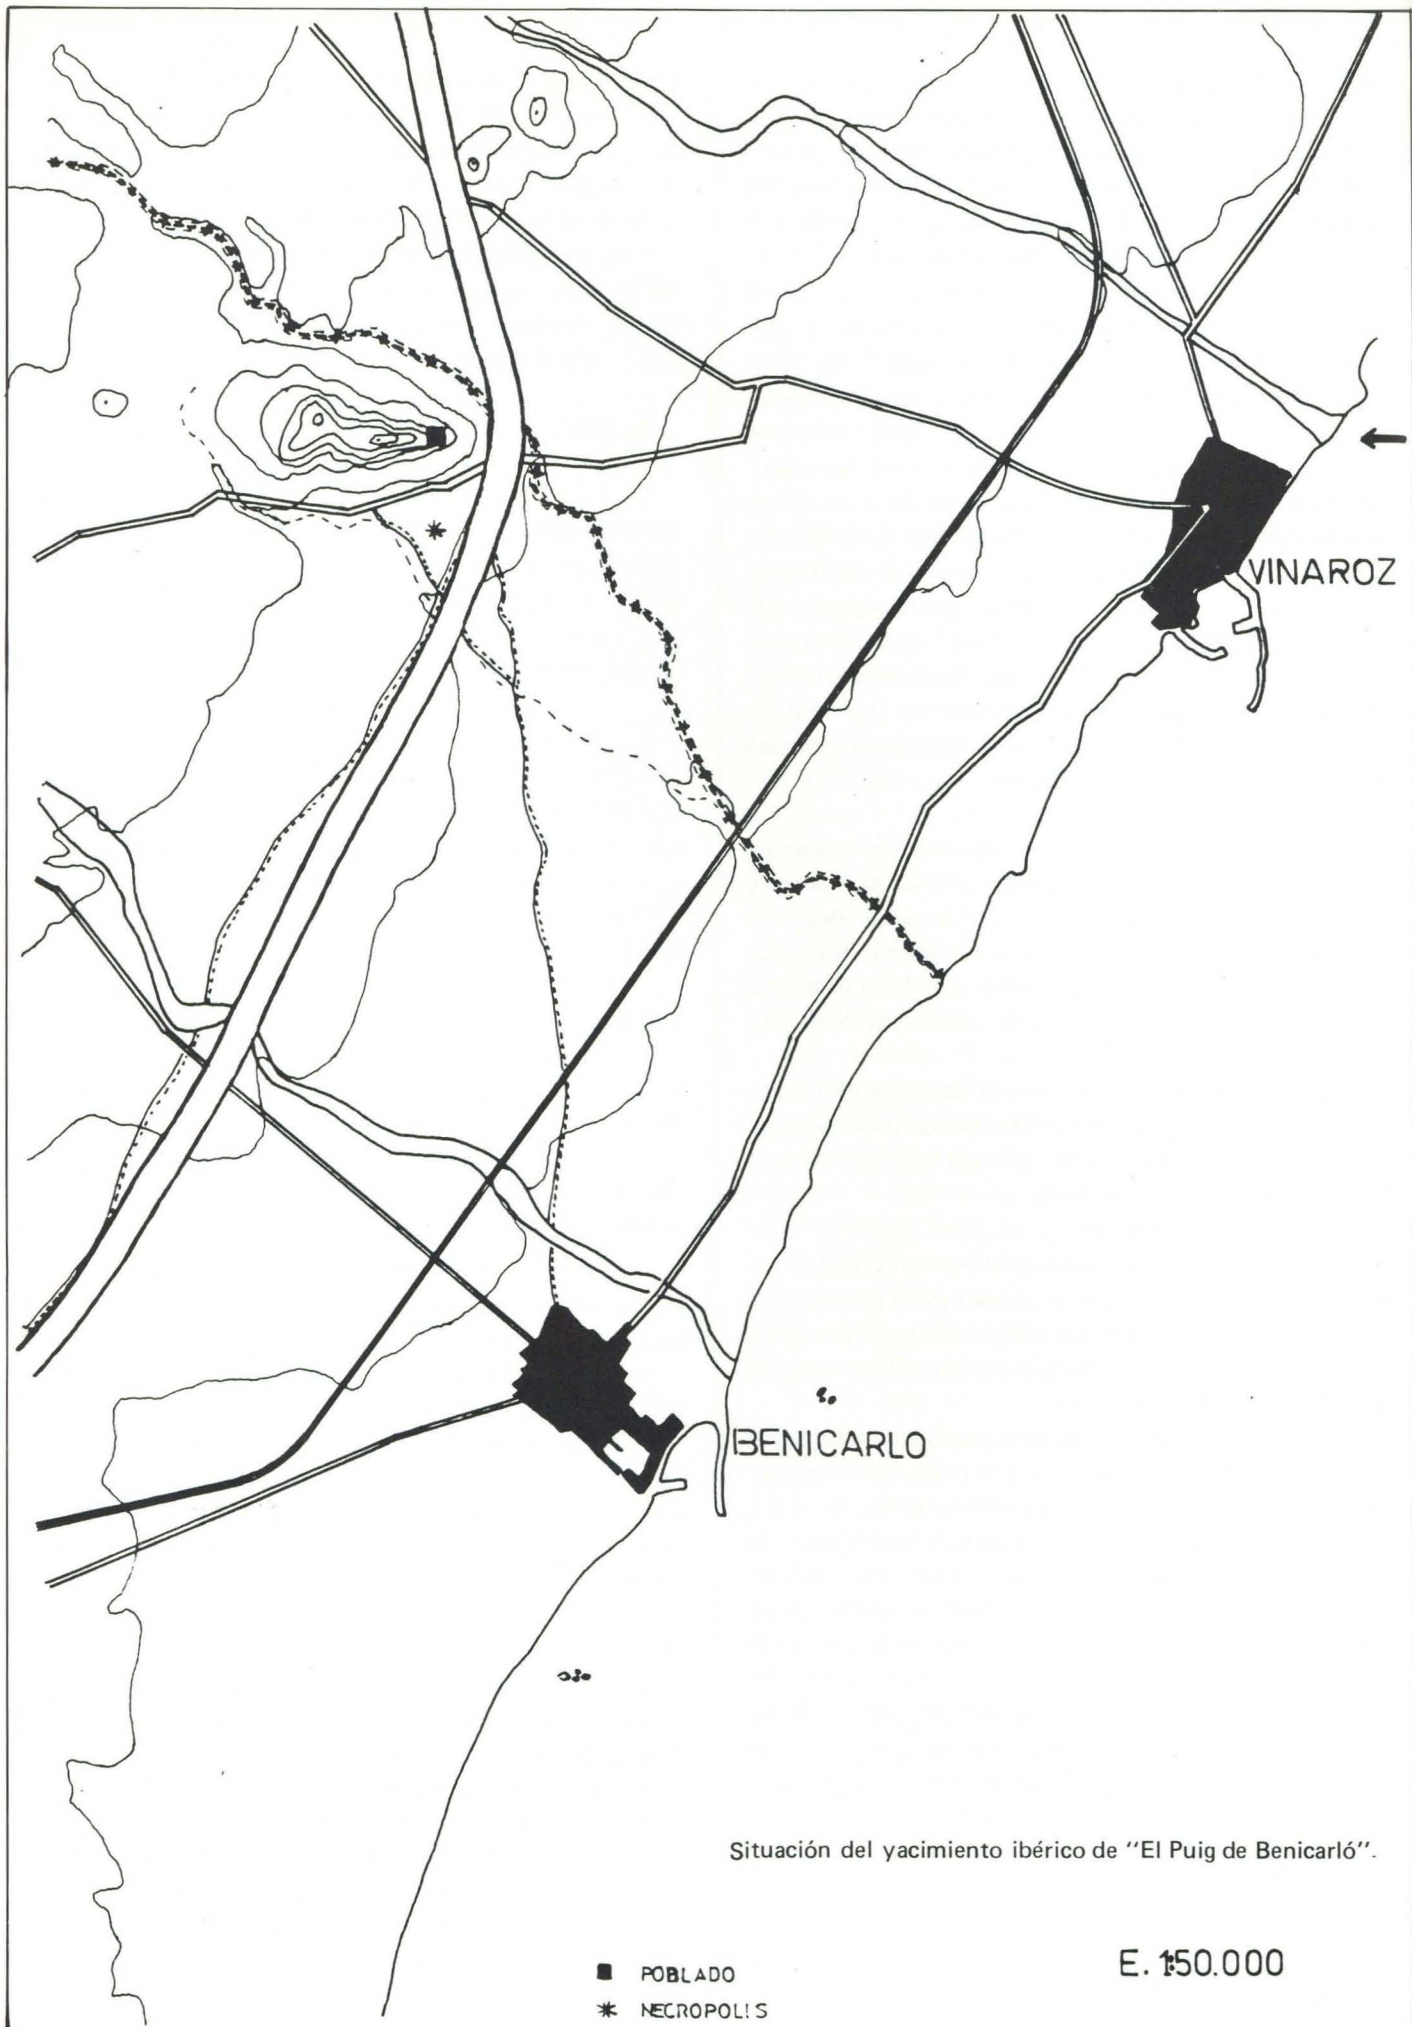 VINAROZ
BENICARLO
Situación del yacimiento ibérico de "El Puig de Benicarló".
E. 1:50.000
POBLADO
NECROPOLIS